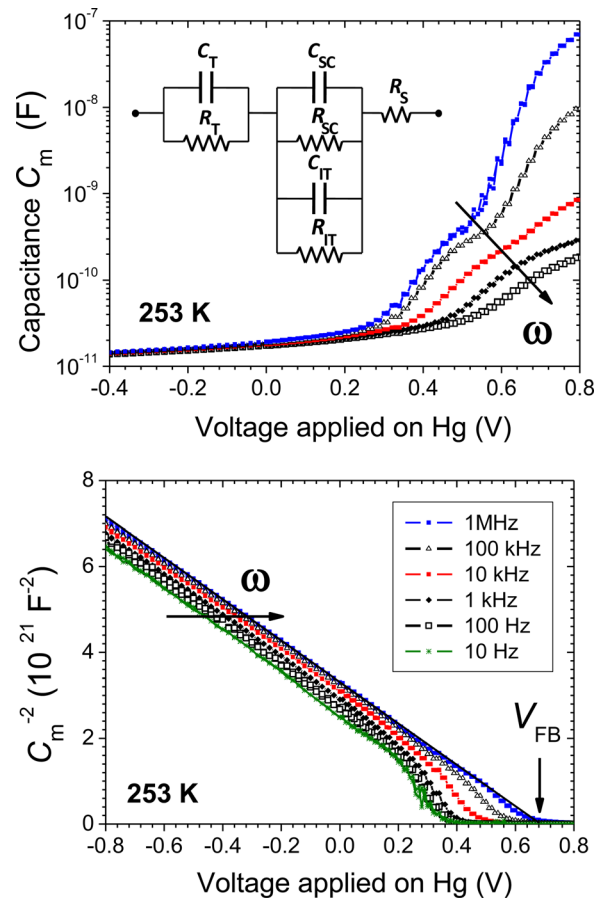 10⁻⁷
10⁻⁸
10⁻⁹
10⁻¹⁰
10⁻¹¹
Capacitance Cₘ (F)
C_T
R_T
C_SC
R_SC
C_IT
R_IT
R_S
253 K
ω
-0.4 -0.2 0.0 0.2 0.4 0.6 0.8
Voltage applied on Hg (V)
8
6
4
2
0
Cₘ⁻² (10²¹ F⁻²)
ω
1MHz
100 kHz
10 kHz
1 kHz
100 Hz
10 Hz
V_FB
253 K
-0.8 -0.6 -0.4 -0.2 0.0 0.2 0.4 0.6 0.8
Voltage applied on Hg (V)